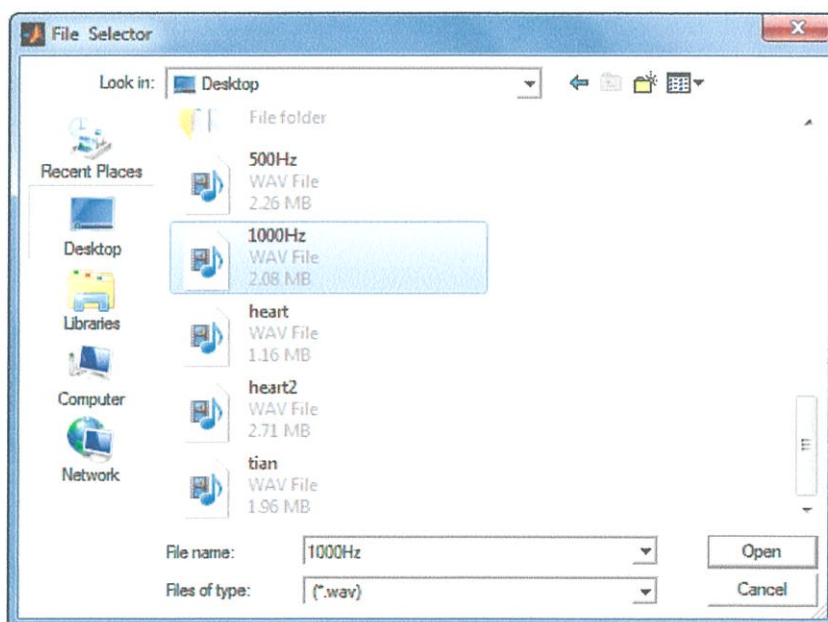 File Selector
Look in: Desktop
Recent Places
Desktop
Libraries
Computer
Network
File folder
500Hz
WAV File
2.26 MB
1000Hz
WAV File
2.08 MB
heart
WAV File
1.16 MB
heart2
WAV File
2.71 MB
tian
WAV File
1.96 MB
File name: 1000Hz Open
Files of type: (*.wav) Cancel